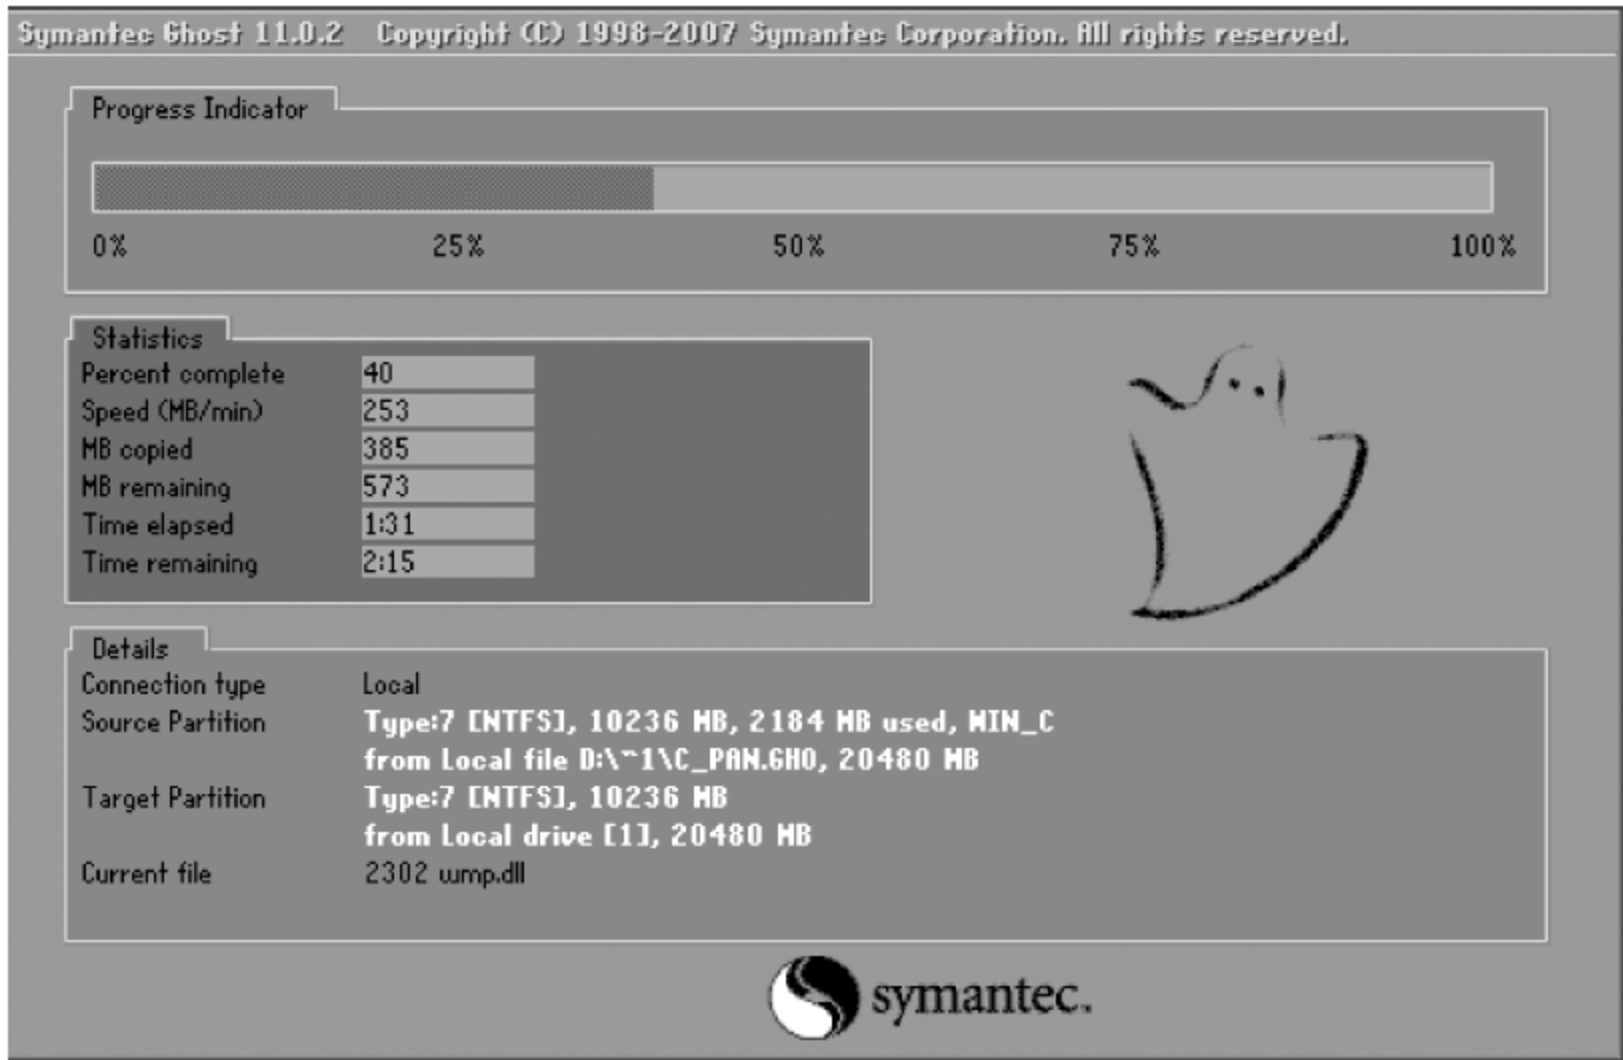 Symantec Ghost 11.0.2 Copyright (C) 1998-2007 Symantec Corporation. All rights reserved.
Progress Indicator
0% 25% 50% 75% 100%
Statistics
Percent complete 40
Speed (MB/min) 253
MB copied 385
MB remaining 573
Time elapsed 1:31
Time remaining 2:15
Details
Connection type Local
Source Partition Type:7 [NTFS], 10236 MB, 2184 MB used, WIN_C
from Local file D:\~1\C_PAN.GHO, 20480 MB
Target Partition Type:7 [NTFS], 10236 MB
from Local drive [1], 20480 MB
Current file 2302 wmp.dll
symantec.